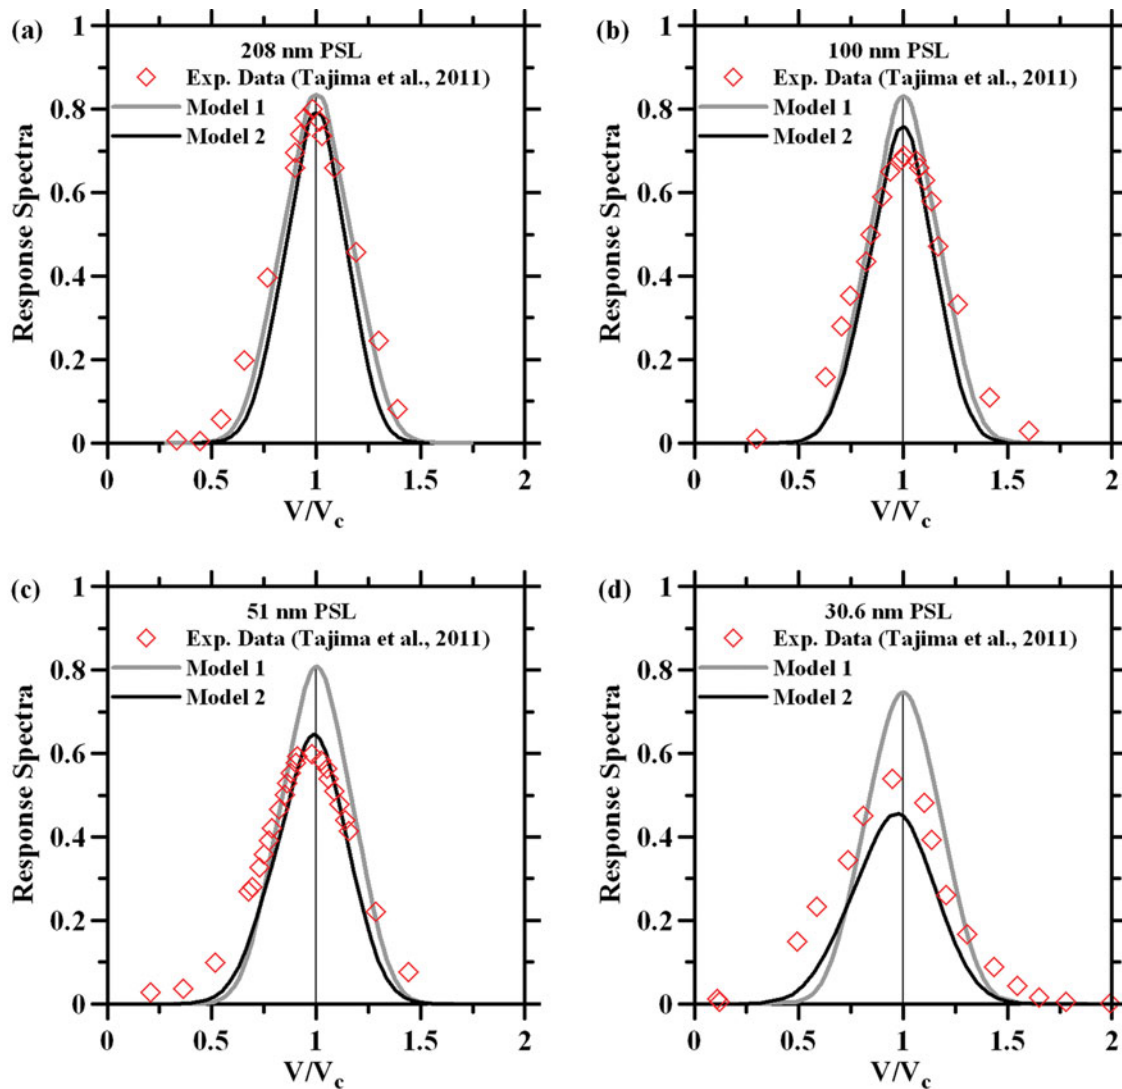 (a)
208 nm PSL
Exp. Data (Tajima et al., 2011)
Model 1
Model 2
Response Spectra
1
0.8
0.6
0.4
0.2
0
0 0.5 1 1.5 2
V/Vc
(b)
100 nm PSL
Exp. Data (Tajima et al., 2011)
Model 1
Model 2
Response Spectra
1
0.8
0.6
0.4
0.2
0
0 0.5 1 1.5 2
V/Vc
(c)
51 nm PSL
Exp. Data (Tajima et al., 2011)
Model 1
Model 2
Response Spectra
1
0.8
0.6
0.4
0.2
0
0 0.5 1 1.5 2
V/Vc
(d)
30.6 nm PSL
Exp. Data (Tajima et al., 2011)
Model 1
Model 2
Response Spectra
1
0.8
0.6
0.4
0.2
0
0 0.5 1 1.5 2
V/Vc